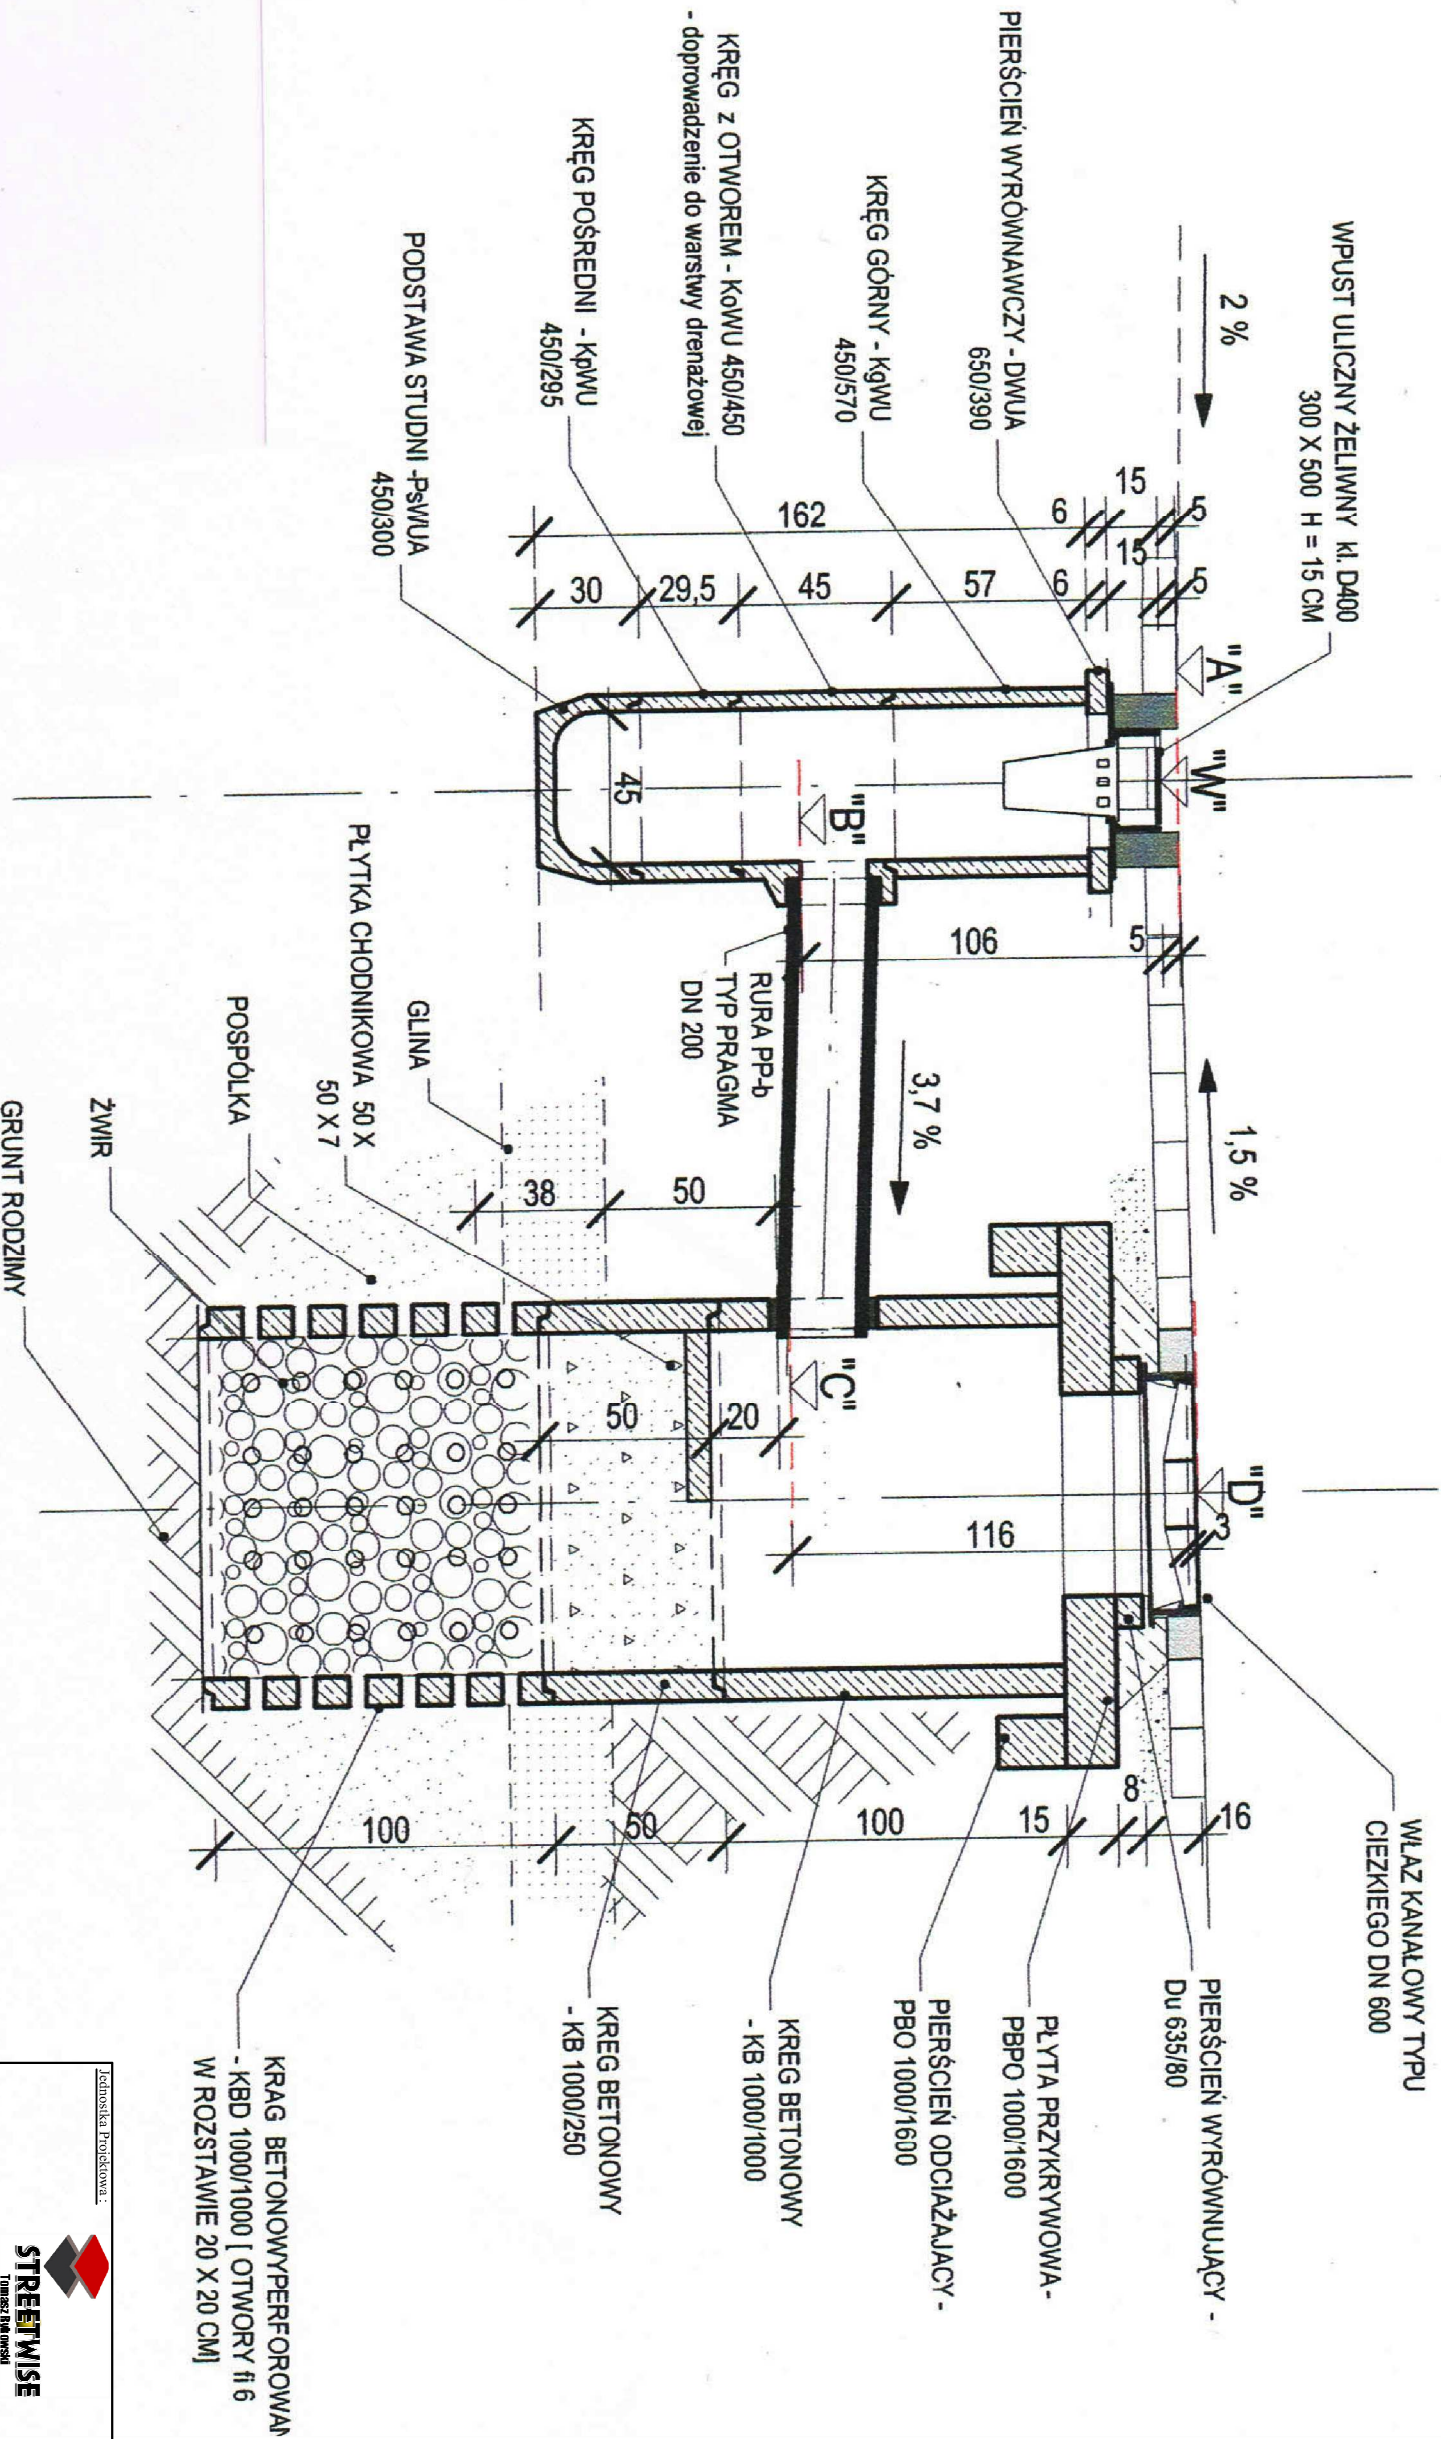 WPUST ULICZNY ŻELIWNY kl. D400
300 X 500 H = 15 CM
2 %
PIERŚCIEŃ WYRÓWNAWCZY - DWUA
650/390
KRĘG GÓRNY - KgWU
450/570
KRĘG z OTWOREM - KoWU 450/450
- doprowadzenie do warstwy drenażowej
KRĘG POŚREDNI - KpWU
450/295
PODSTAWA STUDNI -PsWUA
450/300
5
15
6
162
5
15
6
57
45
29,5
30
"A"
"W"
"B"
45
5
106
RURA PP-b
TYP PRAGMA
DN 200
3,7 %
1,5 %
PŁYTKA CHODNIKOWA 50 X
50 X 7
GLINA
POSPÓLKA
ŻWIR
GRUNT RODZIMY
50
38
"C"
"D"
20
50
3
116
16
8
15
100
50
100
WŁAZ KANAŁOWY TYPU
CIEZKIEGO DN 600
PIERŚCIEŃ WYRÓWNUJĄCY -
Du 635/80
PŁYTA PRZYKRYWOWA -
PBPO 1000/1600
PIERŚCIEŃ ODCIAŻAJACY -
PBO 1000/1600
KREG BETONOWY
- KB 1000/1000
KREG BETONOWY
- KB 1000/250
KRAG BETONOWYPERFOROWAN
- KBD 1000/1000 [ OTWORY fi 6
W ROZSTAWIE 20 X 20 CM]
Jednostka Projektowa :
STREETWISE
Tomasz Rybowski